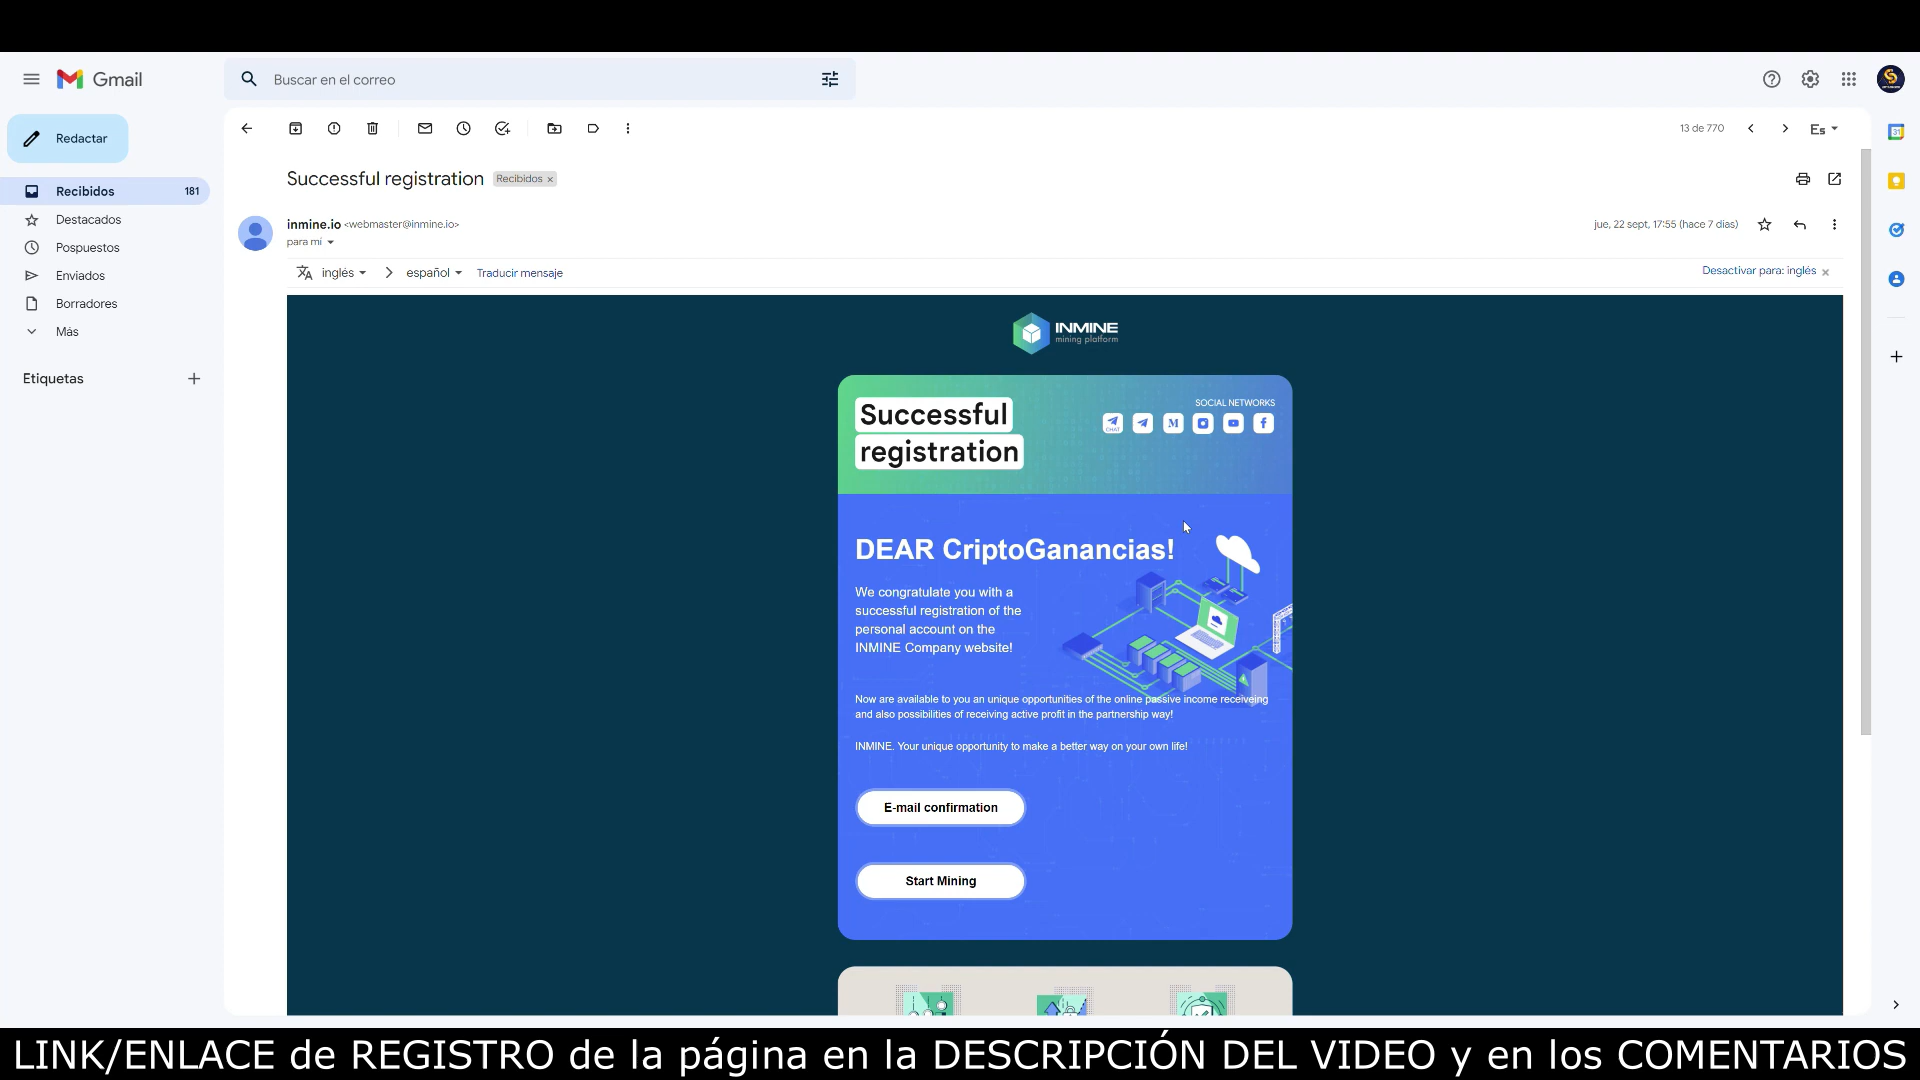 Gmail
Buscar en el correo
Redactar
13 de 770
Es
Recibidos 181
Destacados
Pospuestos
Enviados
Borradores
Más
Etiquetas
Successful registration Recibidos x
inmine.io <webmaster@inmine.io>
jue, 22 sept, 17:55 (hace 7 días)
para mí
inglés > español Traducir mensaje
Desactivar para: inglés x
31
INMINE
mining platform
Successful
registration
SOCIAL NETWORKS
CHAT
M
DEAR CriptoGanancias!
We congratulate you with a
successful registration of the
personal account on the
INMINE Company website!
Now are available to you an unique opportunities of the online passive income receiveing
and also possibilities of receiving active profit in the partnership way!
INMINE. Your unique opportunity to make a better way on your own life!
E-mail confirmation
Start Mining
LINK/ENLACE de REGISTRO de la página en la DESCRIPCIÓN DEL VIDEO y en los COMENTARIOS